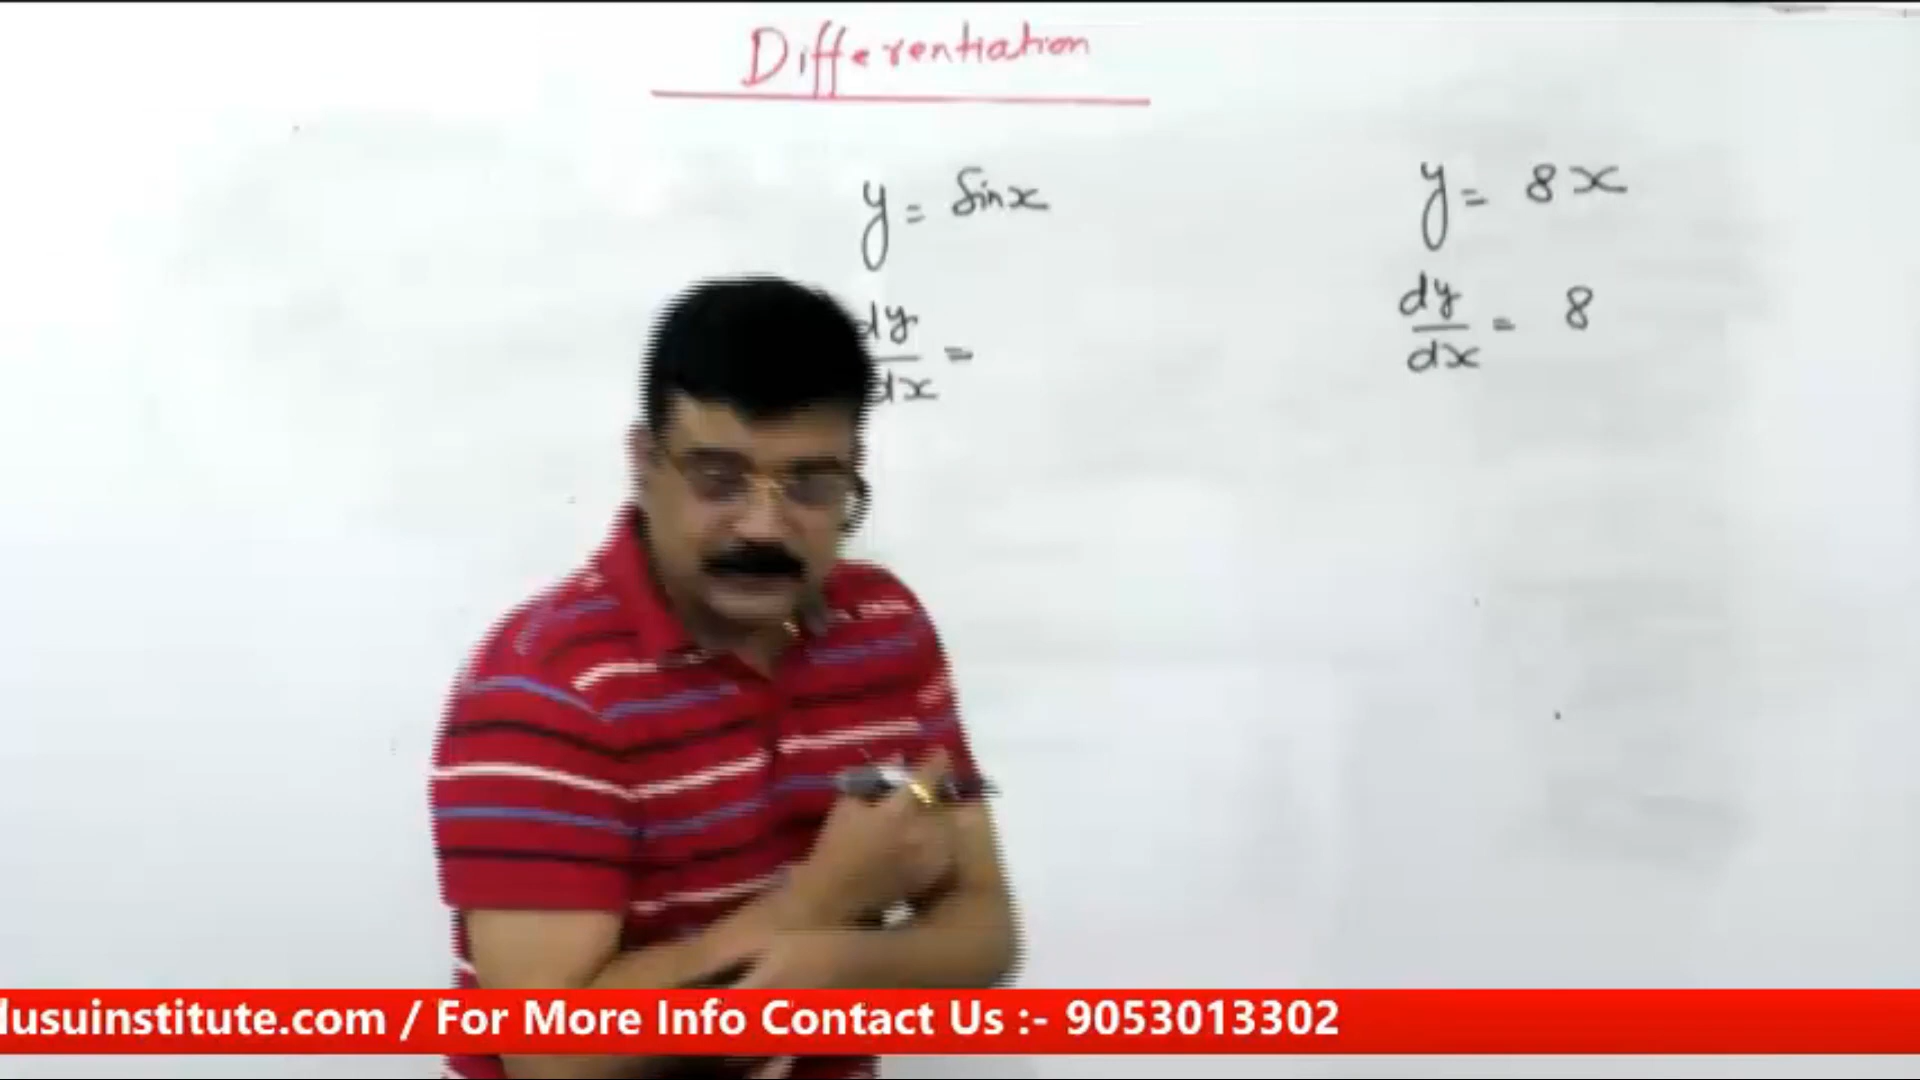 Differentiation
y = Sinx
dy/dx =
y = 8x
dy/dx = 8
lusuinstitute.com / For More Info Contact Us :- 9053013302